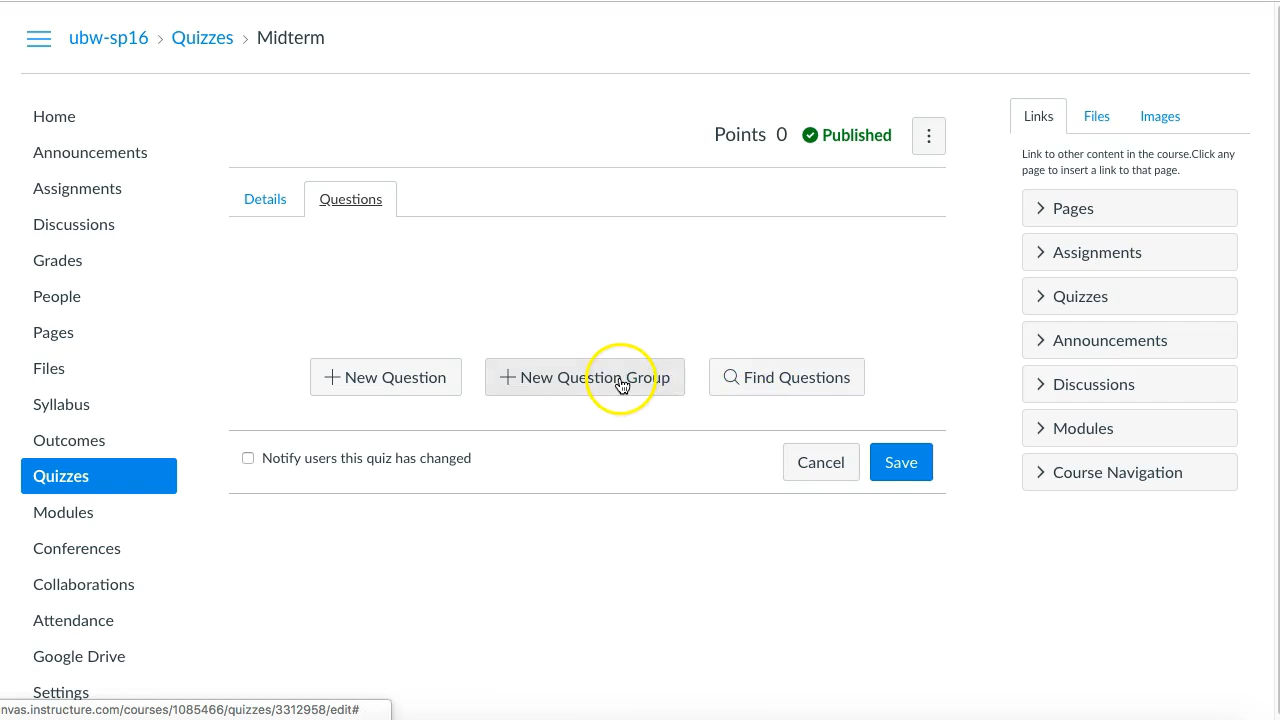 ubw-sp16 > Quizzes > Midterm
Home
Announcements
Assignments
Discussions
Grades
People
Pages
Files
Syllabus
Outcomes
Quizzes
Modules
Conferences
Collaborations
Attendance
Google Drive
Settings
Points 0 Published
Details Questions
New Question New Question Group Find Questions
Notify users this quiz has changed
Cancel Save
Links Files Images
Link to other content in the course.Click any
page to insert a link to that page.
Pages
Assignments
Quizzes
Announcements
Discussions
Modules
Course Navigation
nvas.instructure.com/courses/1085466/quizzes/3312958/edit#